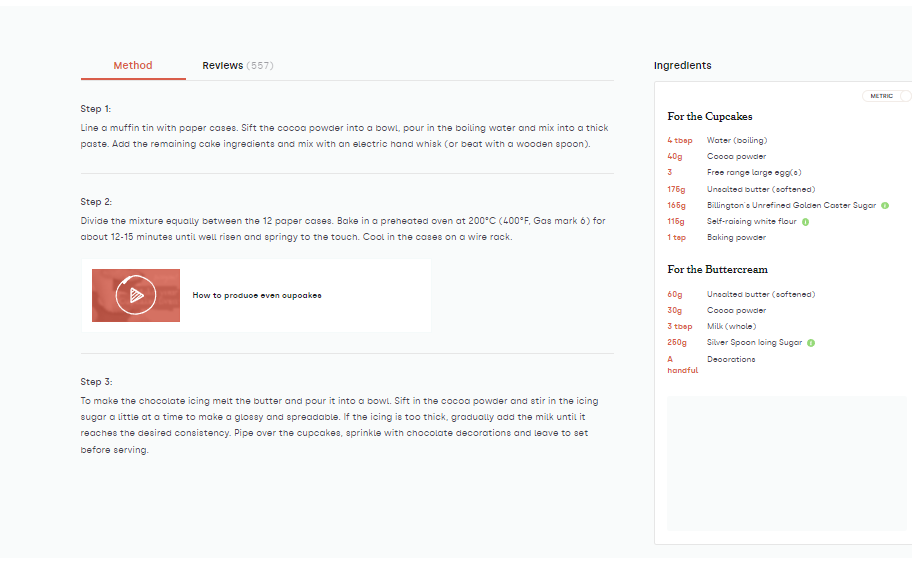 Method
Reviews (557)
Step 1:
Line a muffin tin with paper cases. Sift the cocoa powder into a bowl, pour in the boiling water and mix into a thick
paste. Add the remaining cake ingredients and mix with an electric hand whisk (or beat with a wooden spoon).
Step 2:
Divide the mixture equally between the 12 paper cases. Bake in a preheated oven at 200°C (400°F, Gas mark 6) for
about 12-15 minutes until well risen and springy to the touch. Cool in the cases on a wire rack.
How to produce even cupcakes
Step 3:
To make the chocolate icing melt the butter and pour it into a bowl. Sift in the cocoa powder and stir in the icing
sugar a little at a time to make a glossy and spreadable. If the icing is too thick, gradually add the milk until it
reaches the desired consistency. Pipe over the cupcakes, sprinkle with chocolate decorations and leave to set
before serving.
Ingredients
METRIC
For the Cupcakes
4 tbsp Water (boiling)
40g Cocoa powder
3 Free range large egg(s)
175g Unsalted butter (softened)
165g Billington's Unrefined Golden Caster Sugar
115g Self-raising white flour
1 tsp Baking powder
For the Buttercream
60g Unsalted butter (softened)
30g Cocoa powder
3 tbsp Milk (whole)
250g Silver Spoon Icing Sugar
A Decorations
handful